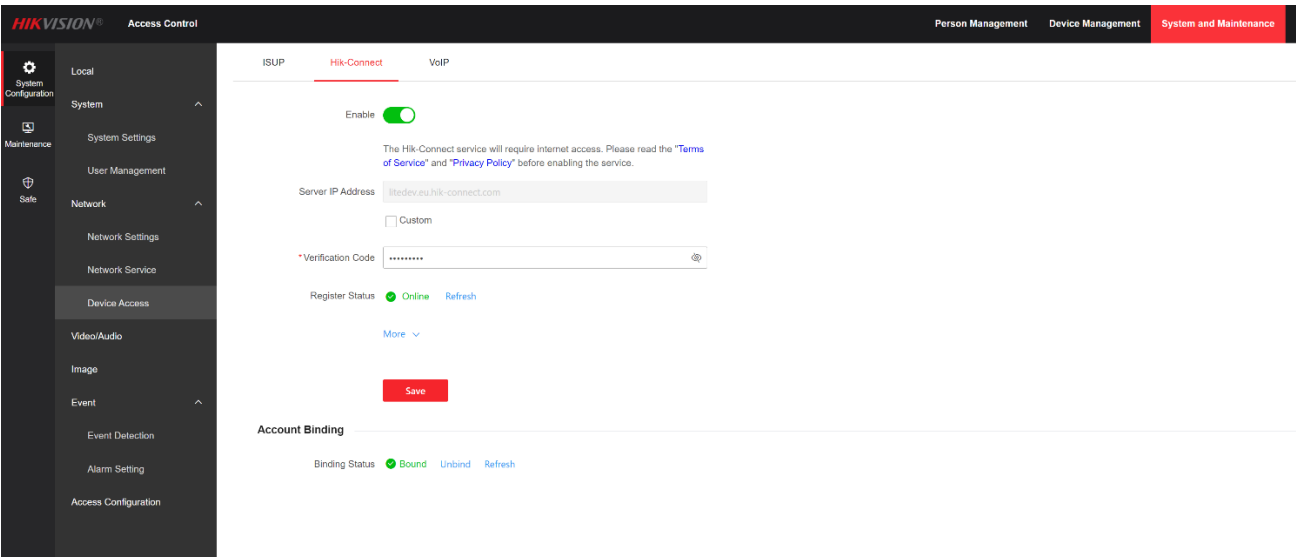 HIKVISION® Access Control Person Management Device Management System and Maintenance
System
Configuration
Maintenance
Safe
Local
System
System Settings
User Management
Network
Network Settings
Network Service
Device Access
Video/Audio
Image
Event
Event Detection
Alarm Setting
Access Configuration
ISUP Hik-Connect VoIP
Enable
The Hik-Connect service will require internet access. Please read the "Terms
of Service" and "Privacy Policy" before enabling the service.
Server IP Address litedev.eu.hik-connect.com
Custom
*Verification Code •••••••••
Register Status Online Refresh
More
Save
Account Binding
Binding Status Bound Unbind Refresh